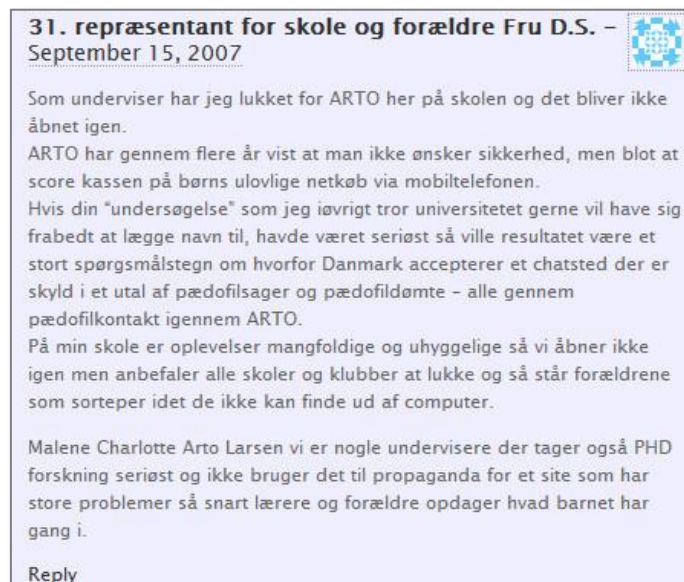 31. repræsentant for skole og forældre Fru D.S. –
September 15, 2007
Som underviser har jeg lukket for ARTO her på skolen og det bliver ikke
åbnet igen.
ARTO har gennem flere år vist at man ikke ønsker sikkerhed, men blot at
score kassen på børns ulovlige netkøb via mobiltelefonen.
Hvis din “undersøgelse” som jeg iøvrigt tror universitetet gerne vil have sig
frabedt at lægge navn til, havde været seriøst så ville resultatet være et
stort spørgsmålstegn om hvorfor Danmark accepterer et chatsted der er
skyld i et utal af pædofilsager og pædofildømte – alle gennem
pædofilkontakt igennem ARTO.
På min skole er oplevelser mangfoldige og uhyggelige så vi åbner ikke
igen men anbefaler alle skoler og klubber at lukke og så står forældrene
som sorteper idet de ikke kan finde ud af computer.
Malene Charlotte Arto Larsen vi er nogle undervisere der tager også PHD
forskning seriøst og ikke bruger det til propaganda for et site som har
store problemer så snart lærere og forældre opdager hvad barnet har
gang i.
Reply